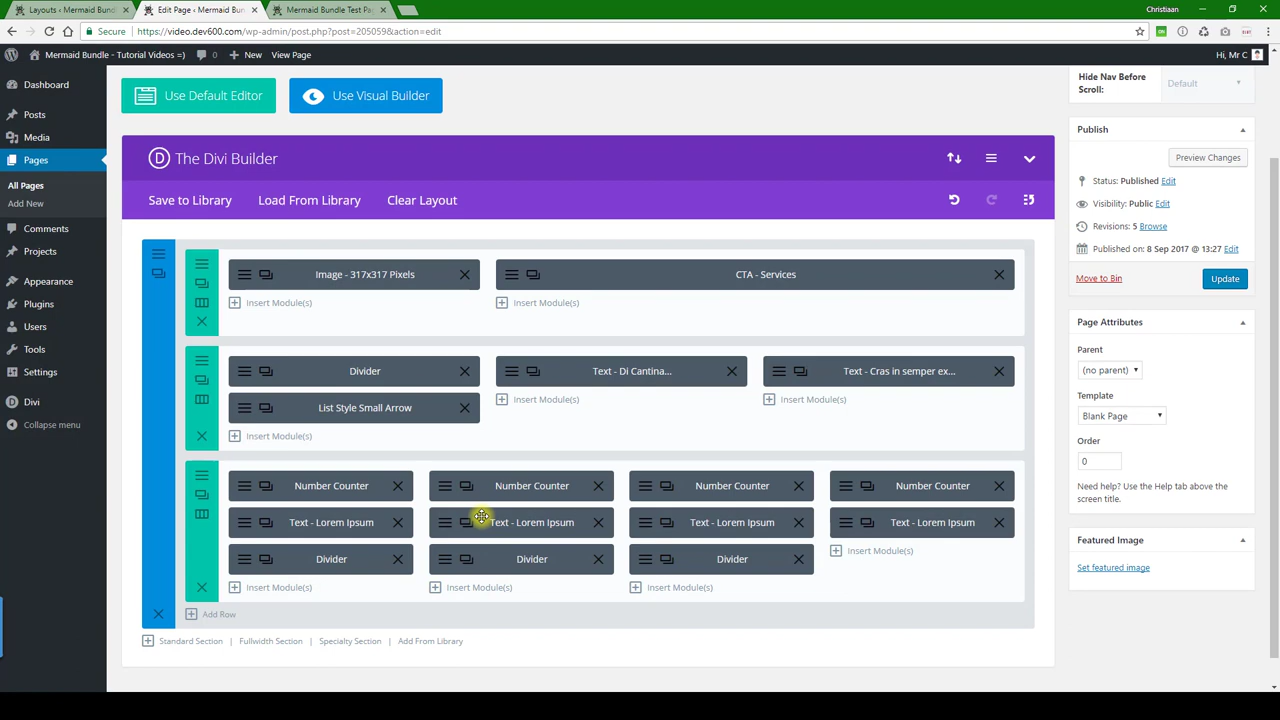 Layouts ‹ Mermaid Bundle
Edit Page ‹ Mermaid Bun
Mermaid Bundle Test Pa
Christiaan
Secure
https://video.dev600.com/wp-admin/post.php?post=205059&action=edit
Mermaid Bundle - Tutorial Videos =)
0
New
View Page
Hi, Mr C
Dashboard
Posts
Media
Pages
All Pages
Add New
Comments
Projects
Appearance
Plugins
Users
Tools
Settings
Divi
Collapse menu
Use Default Editor
Use Visual Builder
D The Divi Builder
Save to Library
Load From Library
Clear Layout
Image - 317x317 Pixels
CTA - Services
Insert Module(s)
Insert Module(s)
Divider
Text - Di Cantina...
Text - Cras in semper ex...
List Style Small Arrow
Insert Module(s)
Insert Module(s)
Insert Module(s)
Number Counter
Number Counter
Number Counter
Number Counter
Text - Lorem Ipsum
Text - Lorem Ipsum
Text - Lorem Ipsum
Text - Lorem Ipsum
Divider
Divider
Divider
Insert Module(s)
Insert Module(s)
Insert Module(s)
Insert Module(s)
Add Row
Standard Section | Fullwidth Section | Specialty Section | Add From Library
Hide Nav Before
Scroll:
Default
Publish
Preview Changes
Status: Published Edit
Visibility: Public Edit
Revisions: 5 Browse
Published on: 8 Sep 2017 @ 13:27 Edit
Move to Bin
Update
Page Attributes
Parent
(no parent)
Template
Blank Page
Order
0
Need help? Use the Help tab above the
screen title.
Featured Image
Set featured image